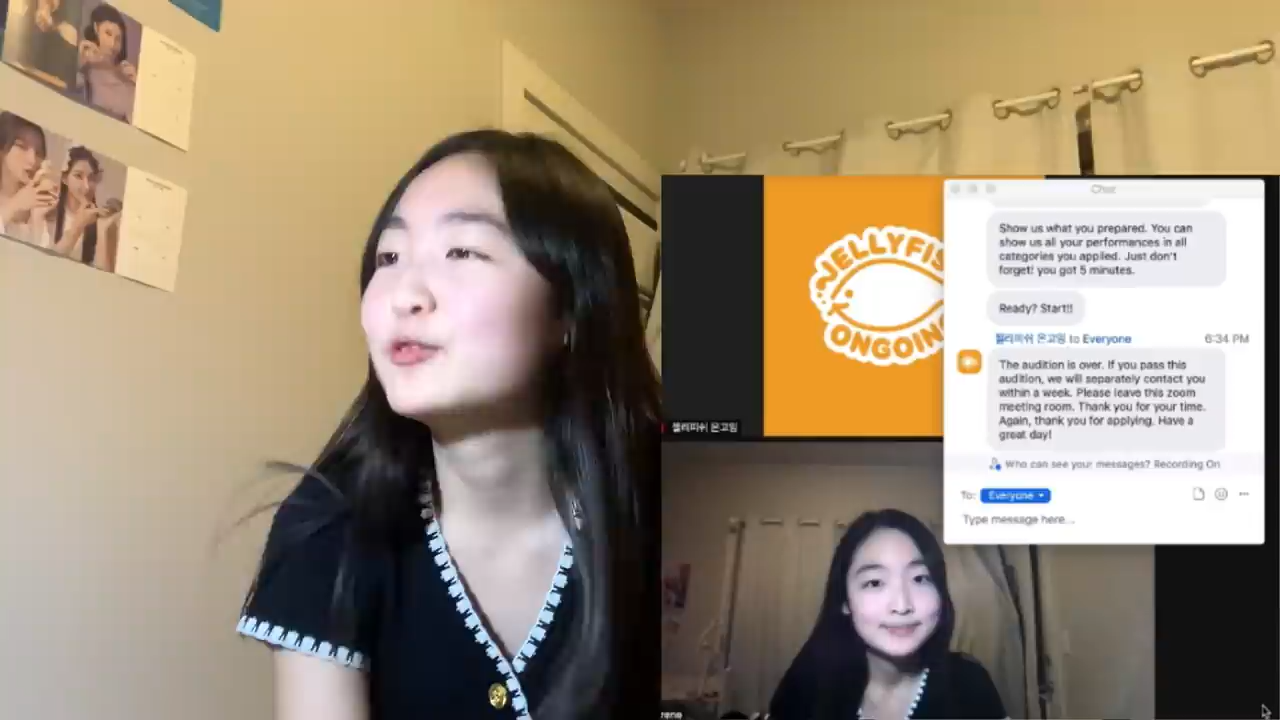 Chat
Show us what you prepared. You can
show us all your performances in all
categories you applied. Just don't
forget! you got 5 minutes.
Ready? Start!!
젤리피쉬 온고잉 to Everyone 6:34 PM
The audition is over. If you pass this
audition, we will separately contact you
within a week. Please leave this zoom
meeting room. Thank you for your time.
Again, thank you for applying. Have a
great day!
Who can see your messages? Recording On
To: Everyone
Type message here...
JELLYFIS
ONGOING
젤리피쉬 온고잉